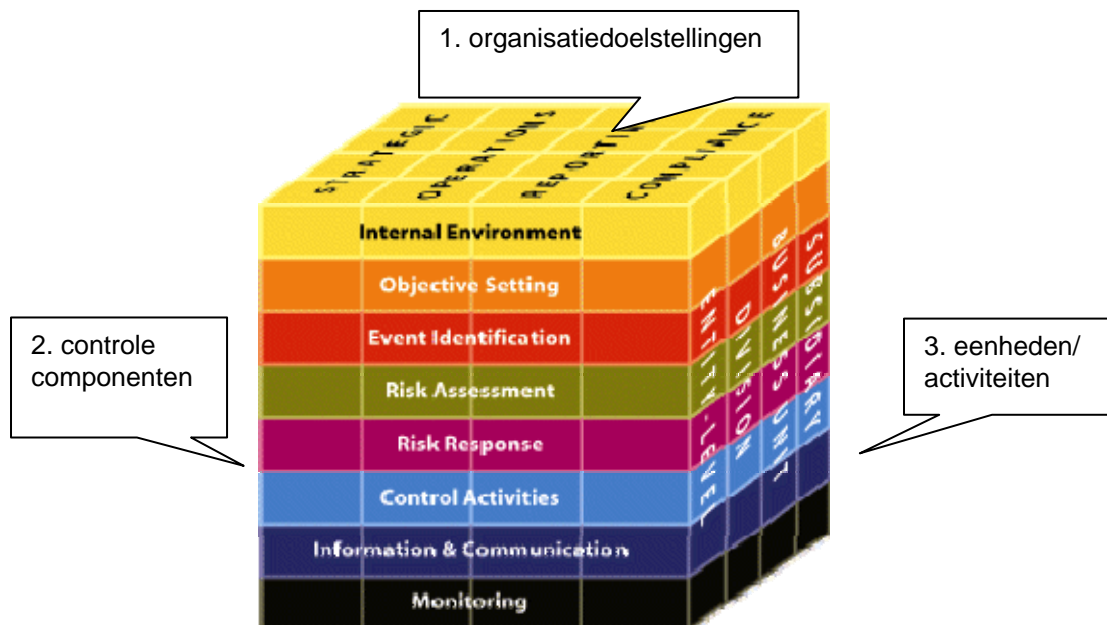 1. organisatiedoelstellingen
STRATEGIC
OPERATIONS
REPORTIN
COMPLIANCE
Internal Environment
Objective Setting
Event Identification
Risk Assessment
Risk Response
Control Activities
Information & Communication
Monitoring
ENTITY-LEVEL
DIVISION
BUSINESS UNIT
SUBSIDIARY
2. controle
componenten
3. eenheden/
activiteiten